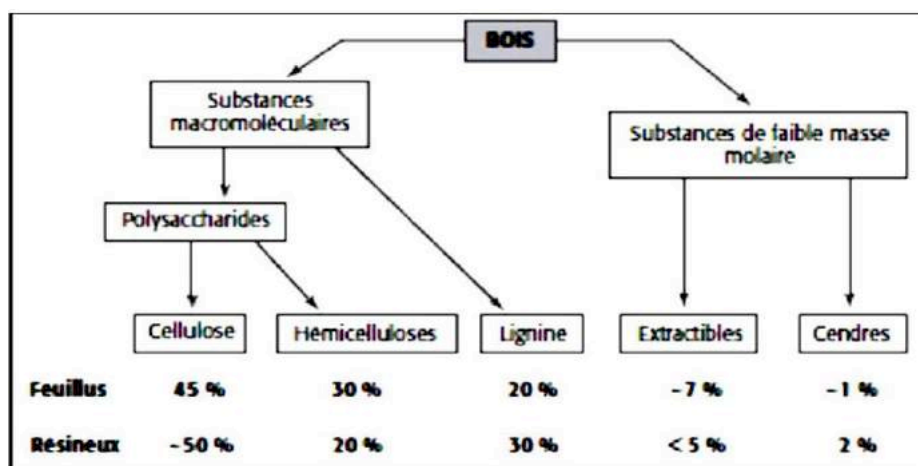 BOIS
Substances
macromoléculaires
Substances de faible masse
molaire
Polysaccharides
Cellulose
Hémicelluloses
Lignine
Extractibles
Cendres
Feuillus 45 % 30 % 20 % ~7 % ~1 %
Résineux ~50 % 20 % 30 % < 5 % 2 %